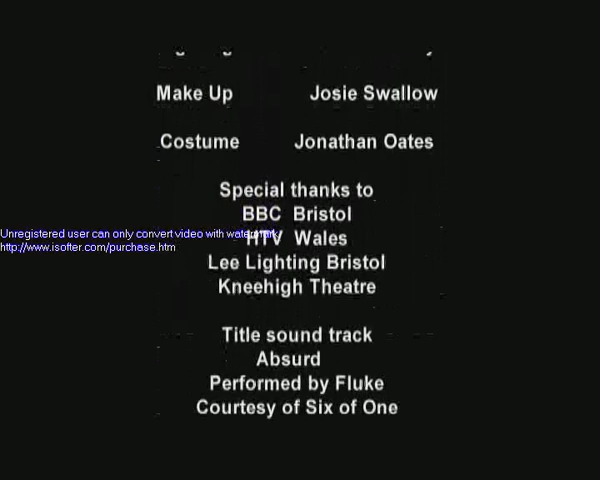 Make Up Josie Swallow
Costume Jonathan Oates
Special thanks to
BBC Bristol
Unregistered user can only convert video with watermark.
HTV Wales
http://www.isofter.com/purchase.htm
Lee Lighting Bristol
Kneehigh Theatre
Title sound track
Absurd
Performed by Fluke
Courtesy of Six of One